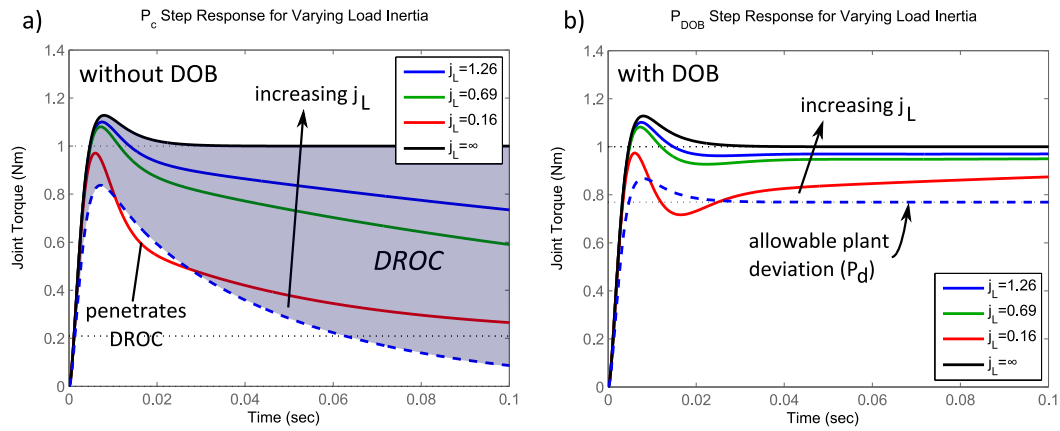 a)
P_c Step Response for Varying Load Inertia
without DOB
increasing j_L
j_L=1.26
j_L=0.69
j_L=0.16
j_L=∞
DROC
penetrates
DROC
Joint Torque (Nm)
1.4
1.2
1
0.8
0.6
0.4
0.2
0
0
0.02
0.04
0.06
0.08
0.1
Time (sec)
b)
P_DOB Step Response for Varying Load Inertia
with DOB
increasing j_L
allowable plant
deviation (P_d)
j_L=1.26
j_L=0.69
j_L=0.16
j_L=∞
Joint Torque (Nm)
1.4
1.2
1
0.8
0.6
0.4
0.2
0
0
0.02
0.04
0.06
0.08
0.1
Time (sec)